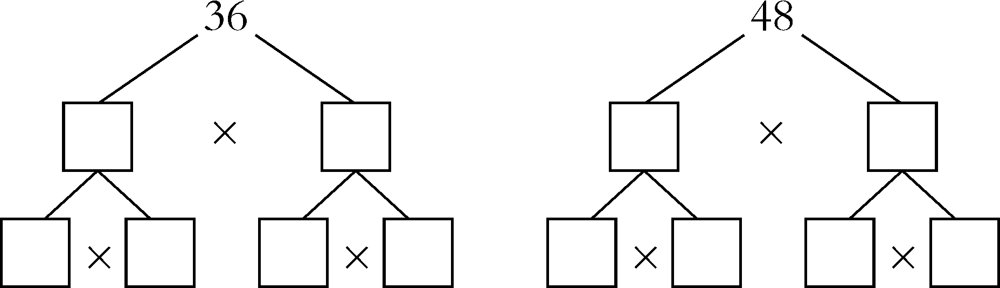 36 48
× ×
× × × ×